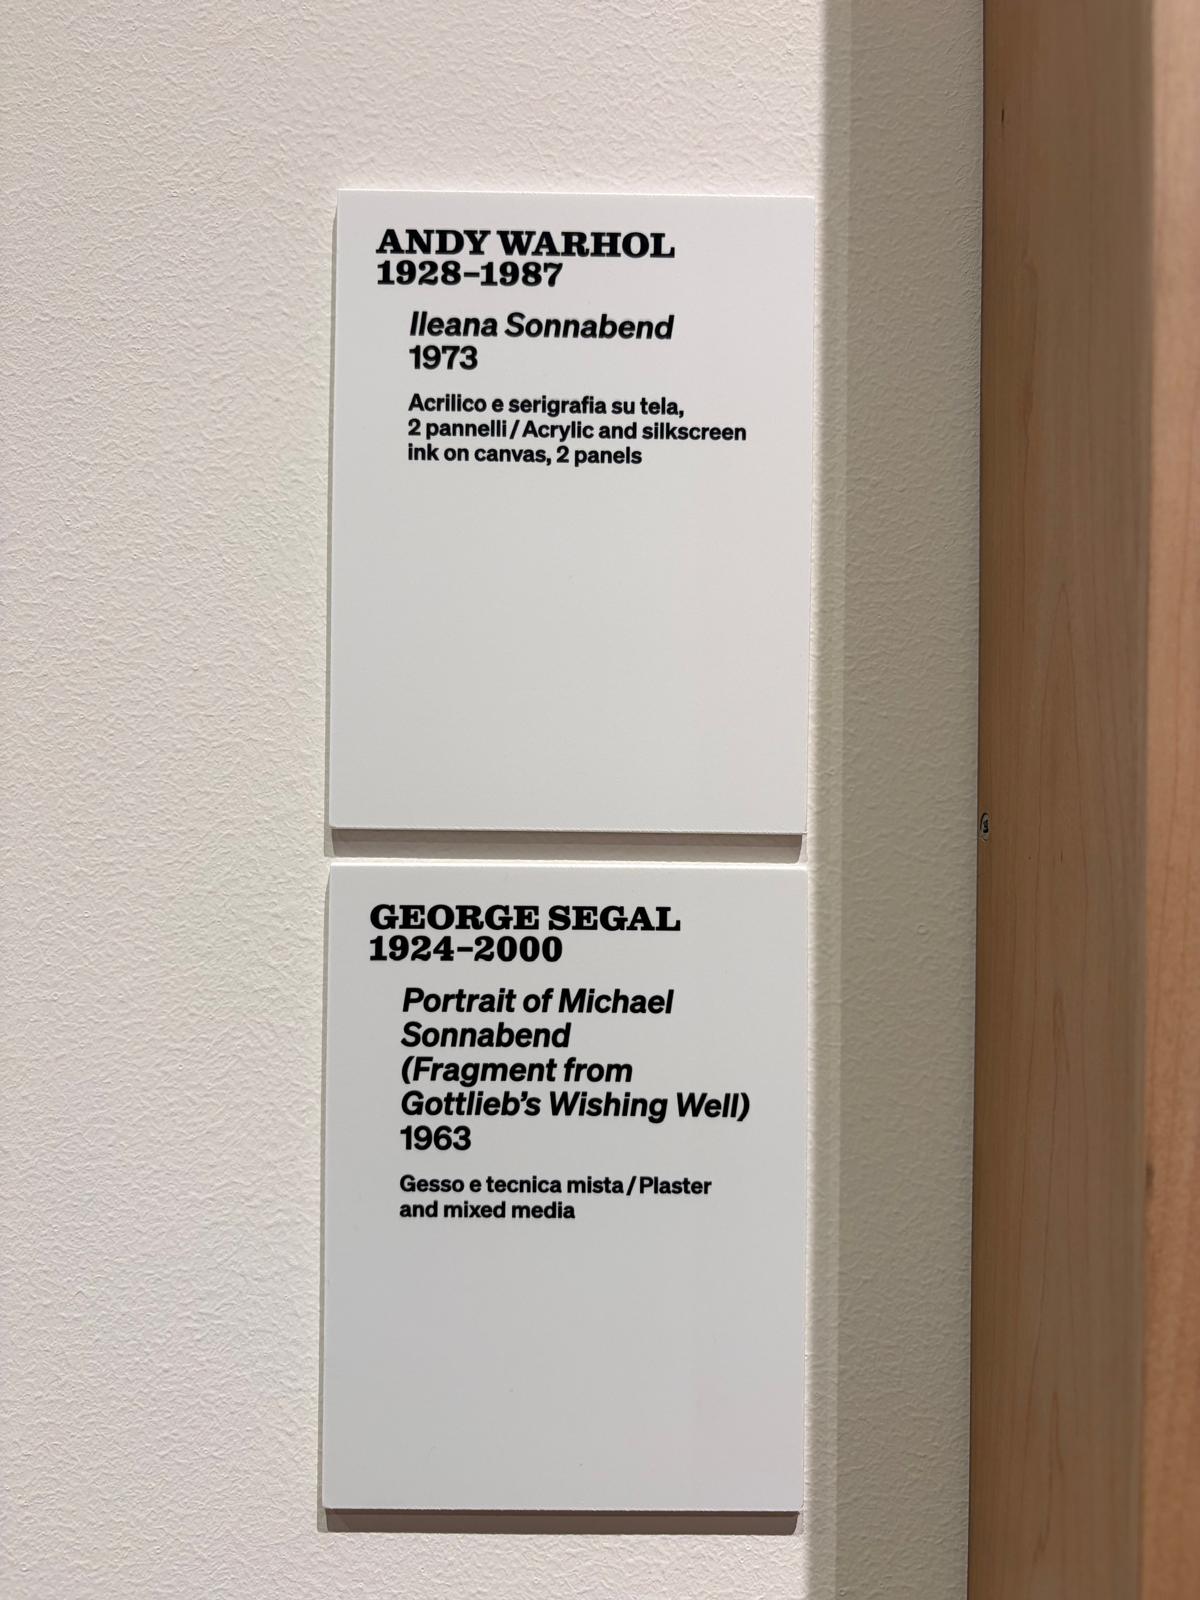 ANDY WARHOL
1928–1987
Ileana Sonnabend
1973
Acrilico e serigrafia su tela,
2 pannelli / Acrylic and silkscreen
ink on canvas, 2 panels
GEORGE SEGAL
1924–2000
Portrait of Michael
Sonnabend
(Fragment from
Gottlieb’s Wishing Well)
1963
Gesso e tecnica mista / Plaster
and mixed media